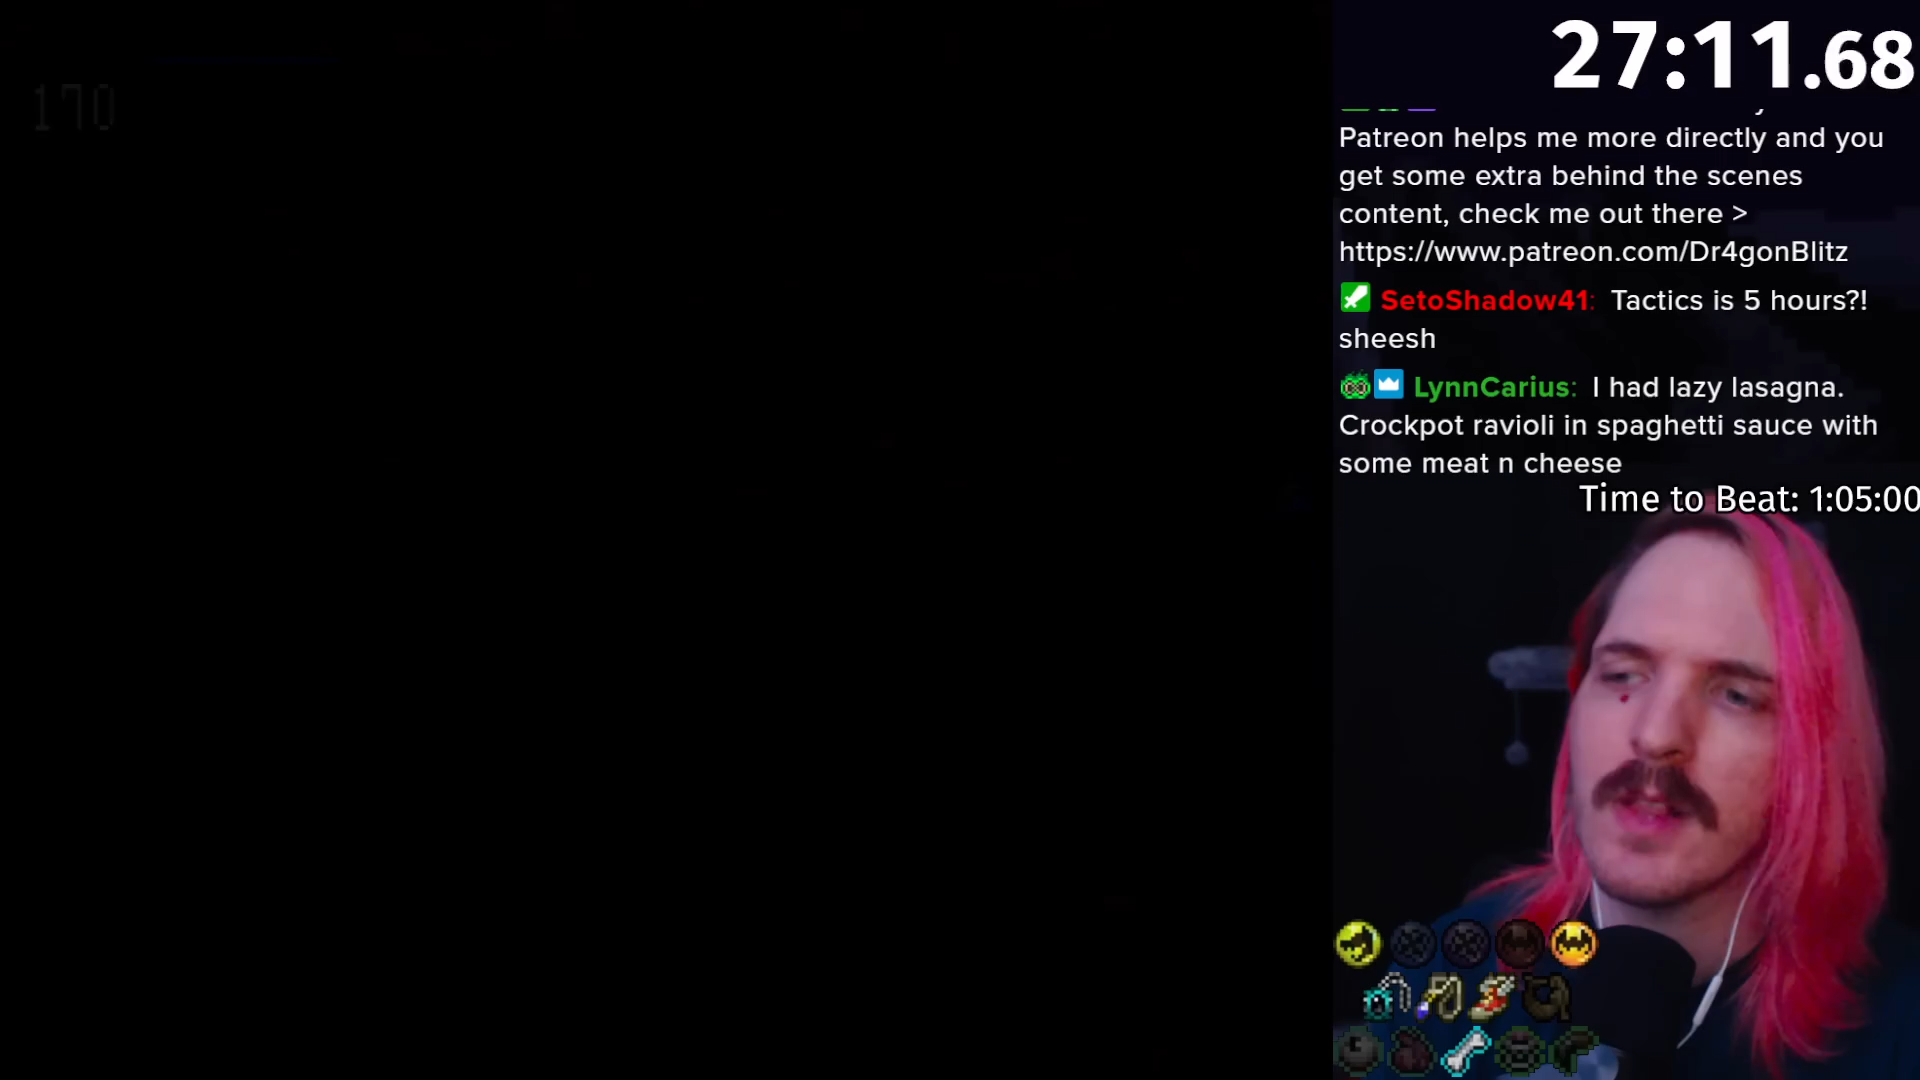 170
27:11.68
Patreon helps me more directly and you
get some extra behind the scenes
content, check me out there >
https://www.patreon.com/Dr4gonBlitz
SetoShadow41: Tactics is 5 hours?!
sheesh
LynnCarius: I had lazy lasagna.
Crockpot ravioli in spaghetti sauce with
some meat n cheese
Time to Beat: 1:05:00